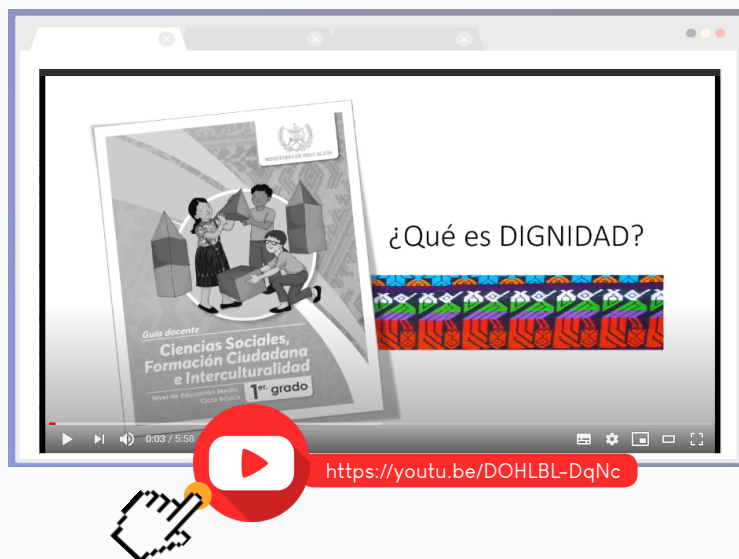 MINISTERIO DE EDUCACIÓN
¿Qué es DIGNIDAD?
Guía docente
Ciencias Sociales,
Formación Ciudadana
e Interculturalidad
Nivel de Educación Media
Ciclo Básico
1er. grado
0:03 / 5:58
https://youtu.be/DOHLBL-DqNc